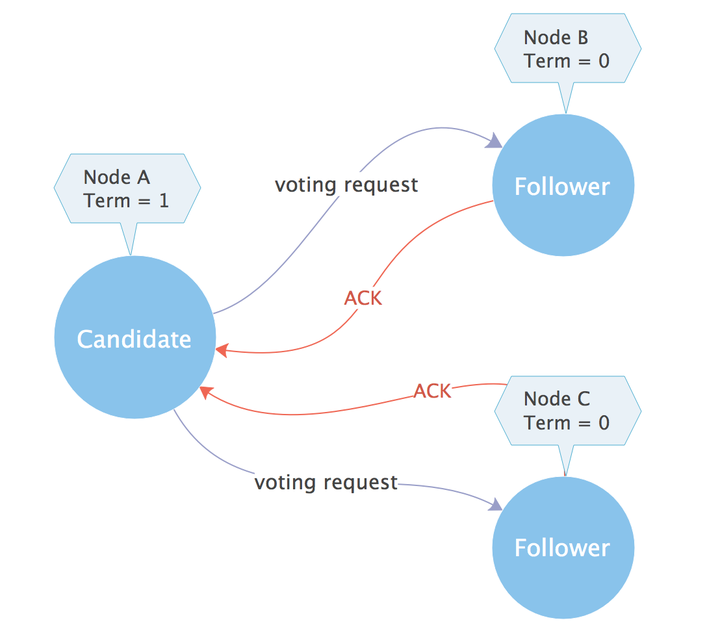 Node B
Term = 0
Follower
voting request
Node A
Term = 1
ACK
Candidate
ACK
Node C
Term = 0
voting request
Follower